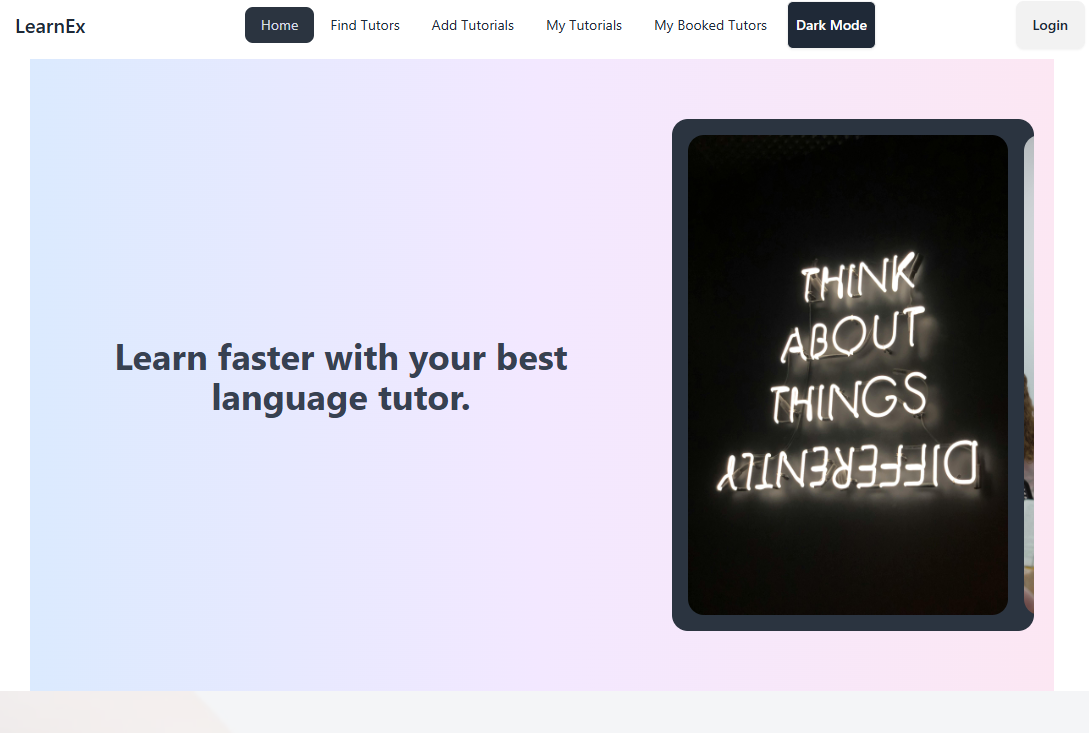 LearnEx
Home
Find Tutors
Add Tutorials
My Tutorials
My Booked Tutors
Dark Mode
Login
Learn faster with your best
language tutor.
THINK
ABOUT
THINGS
DIFFERENTLY